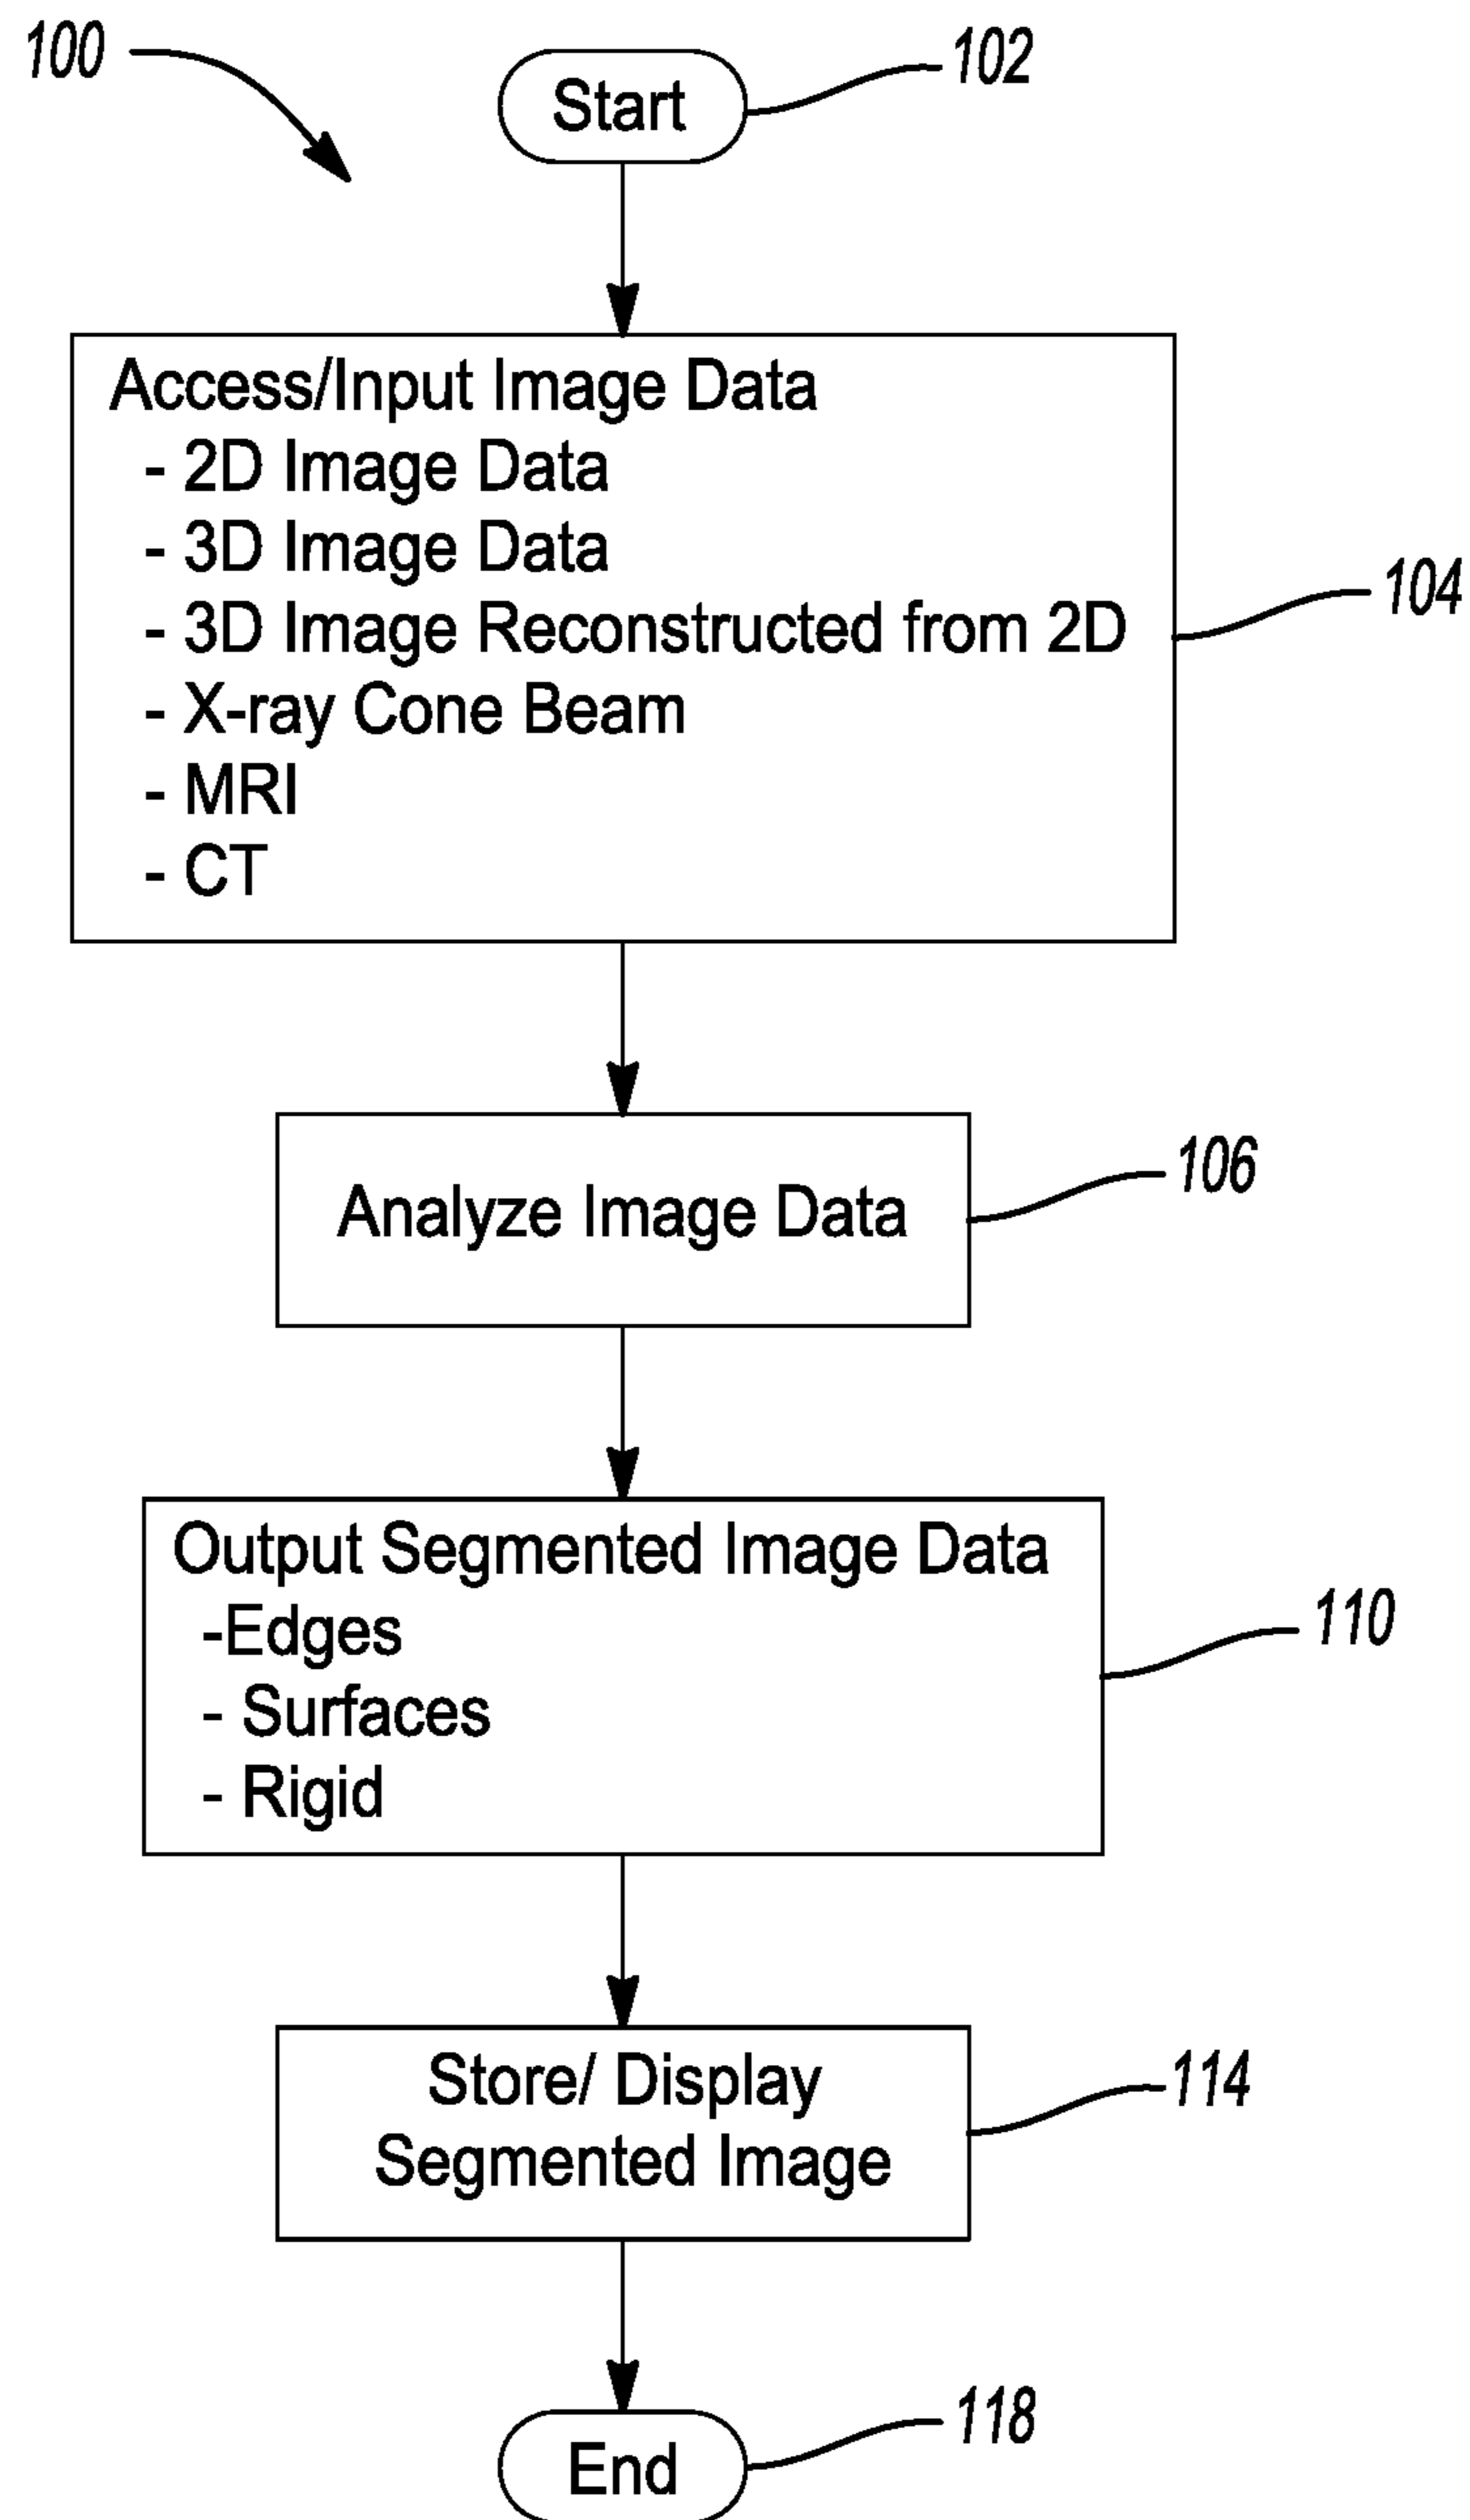 100
Start
102
Access/Input Image Data
- 2D Image Data
- 3D Image Data
- 3D Image Reconstructed from 2D
- X-ray Cone Beam
- MRI
- CT
104
Analyze Image Data
106
Output Segmented Image Data
-Edges
- Surfaces
- Rigid
110
Store/ Display
Segmented Image
114
End
118